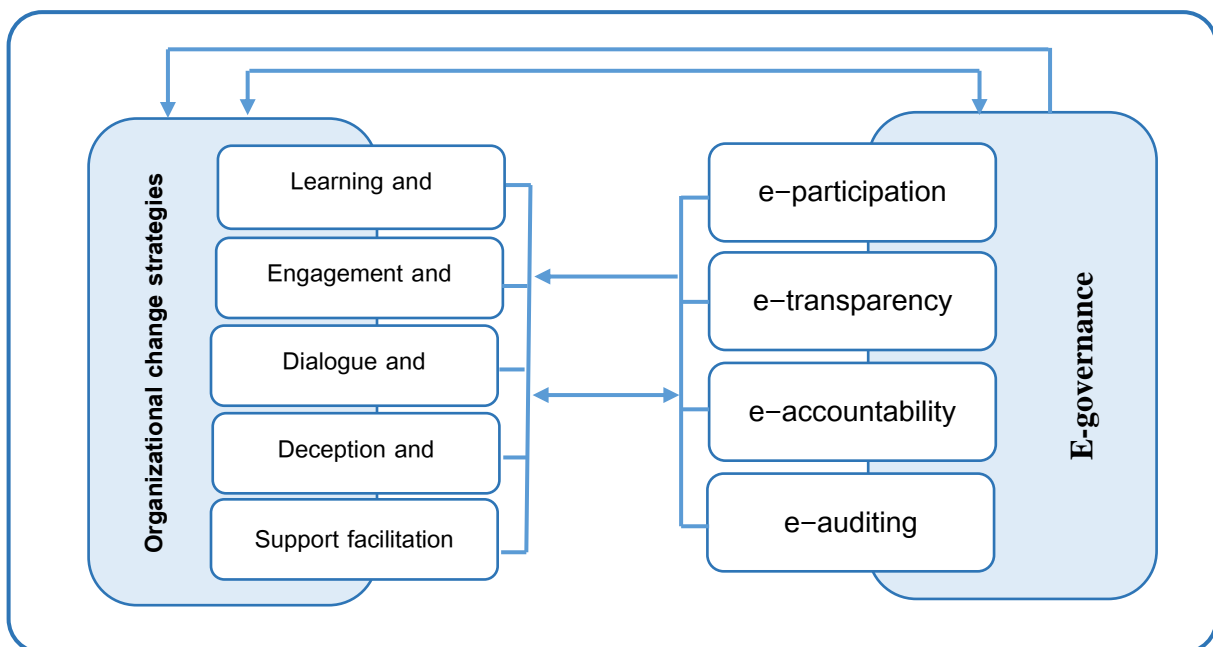 Organizational change strategies
Learning and
Engagement and
Dialogue and
Deception and
Support facilitation
e−participation
e−transparency
e−accountability
e−auditing
E-governance